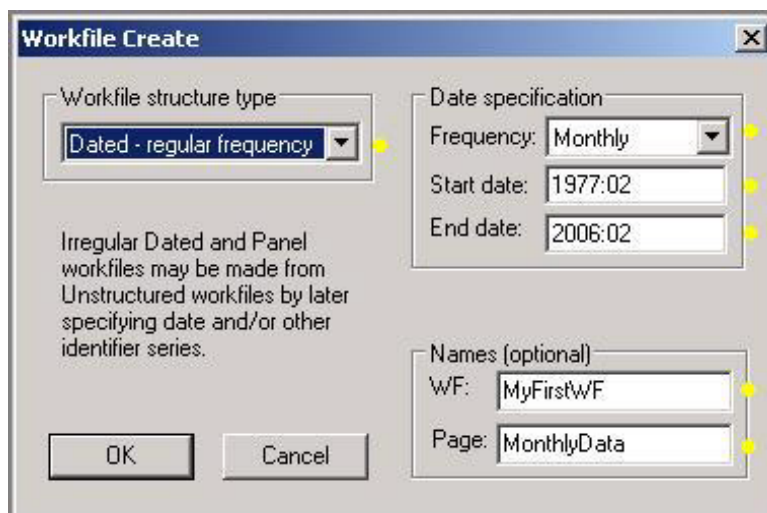 Workfile Create
Workfile structure type
Dated - regular frequency
Irregular Dated and Panel
workfiles may be made from
Unstructured workfiles by later
specifying date and/or other
identifier series.
Date specification
Frequency: Monthly
Start date: 1977:02
End date: 2006:02
Names (optional)
WF: MyFirstWF
Page: MonthlyData
OK
Cancel